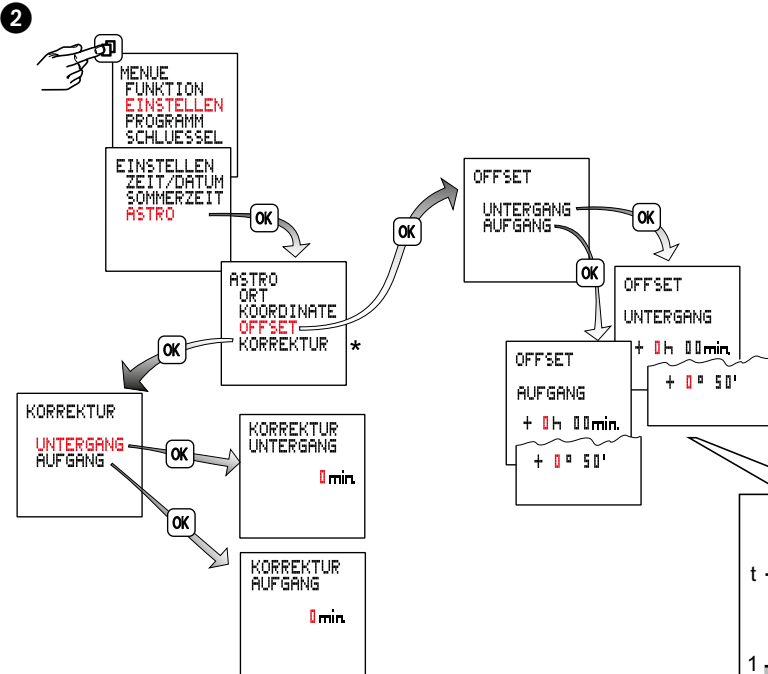 2
MENUE
FUNKTION
EINSTELLEN
PROGRAMM
SCHLUESSEL
EINSTELLEN
ZEIT/DATUM
SOMMERZEIT
ASTRO
OK
ASTRO
ORT
KOORDINATE
OFFSET
KORREKTUR *
OK
OK
KORREKTUR
UNTERGANG
AUFGANG
OK
OK
KORREKTUR
UNTERGANG
0min
KORREKTUR
AUFGANG
0min
OFFSET
UNTERGANG
AUFGANG
OK
OK
OFFSET
UNTERGANG
+ 0h 00min
+ 0° 50'
OFFSET
AUFGANG
+ 0h 00min
+ 0° 50'
t
1